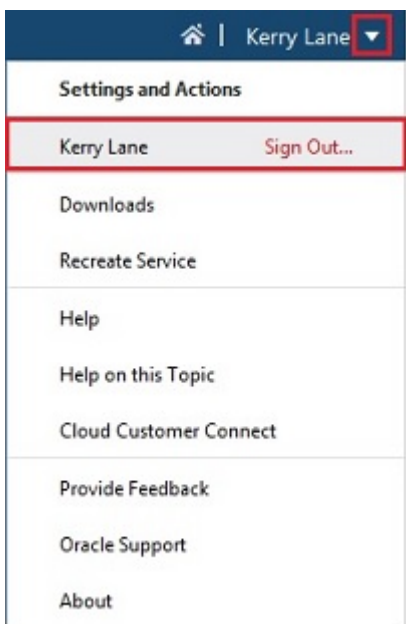 Kerry Lane
Settings and Actions
Kerry Lane Sign Out...
Downloads
Recreate Service
Help
Help on this Topic
Cloud Customer Connect
Provide Feedback
Oracle Support
About